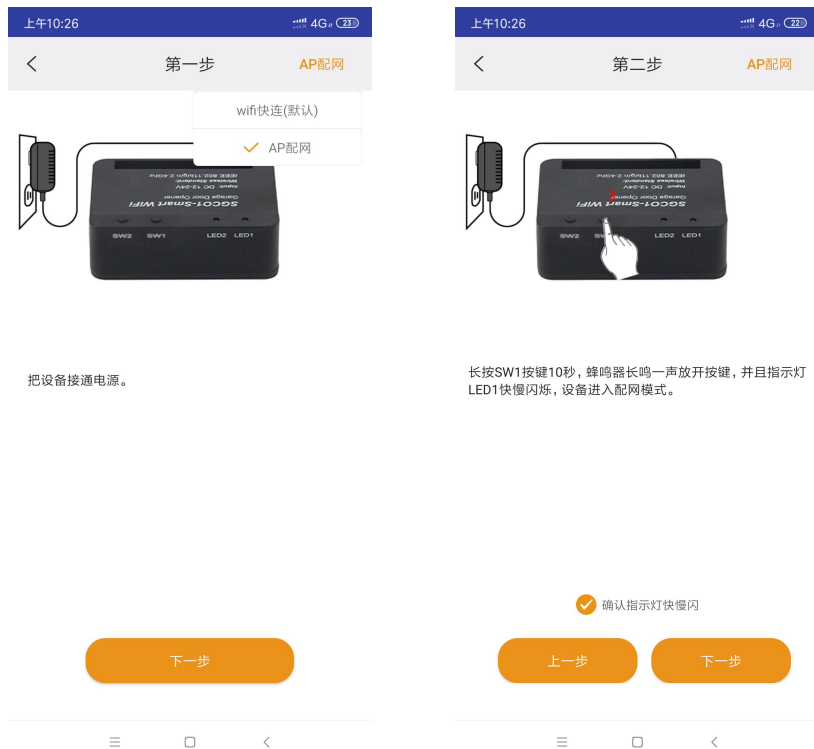 上午10:26
4G
23
第一步
AP配网
wifi快连(默认)
AP配网
SGC01-Smart WiFi
Garage Door Opener
Input: DC 12-24V
Wireless Standard:
IEEE 802.11b/g/n 2.4Ghz
SW2 SW1 LED2 LED1
把设备接通电源。
下一步
上午10:26
4G
22
第二步
AP配网
SGC01-Smart WiFi
Garage Door Opener
Input: DC 12-24V
Wireless Standard:
IEEE 802.11b/g/n 2.4Ghz
SW2 LED2 LED1
长按SW1按键10秒，蜂鸣器长鸣一声放开按键，并且指示灯
LED1快慢闪烁，设备进入配网模式。
确认指示灯快慢闪
上一步 下一步